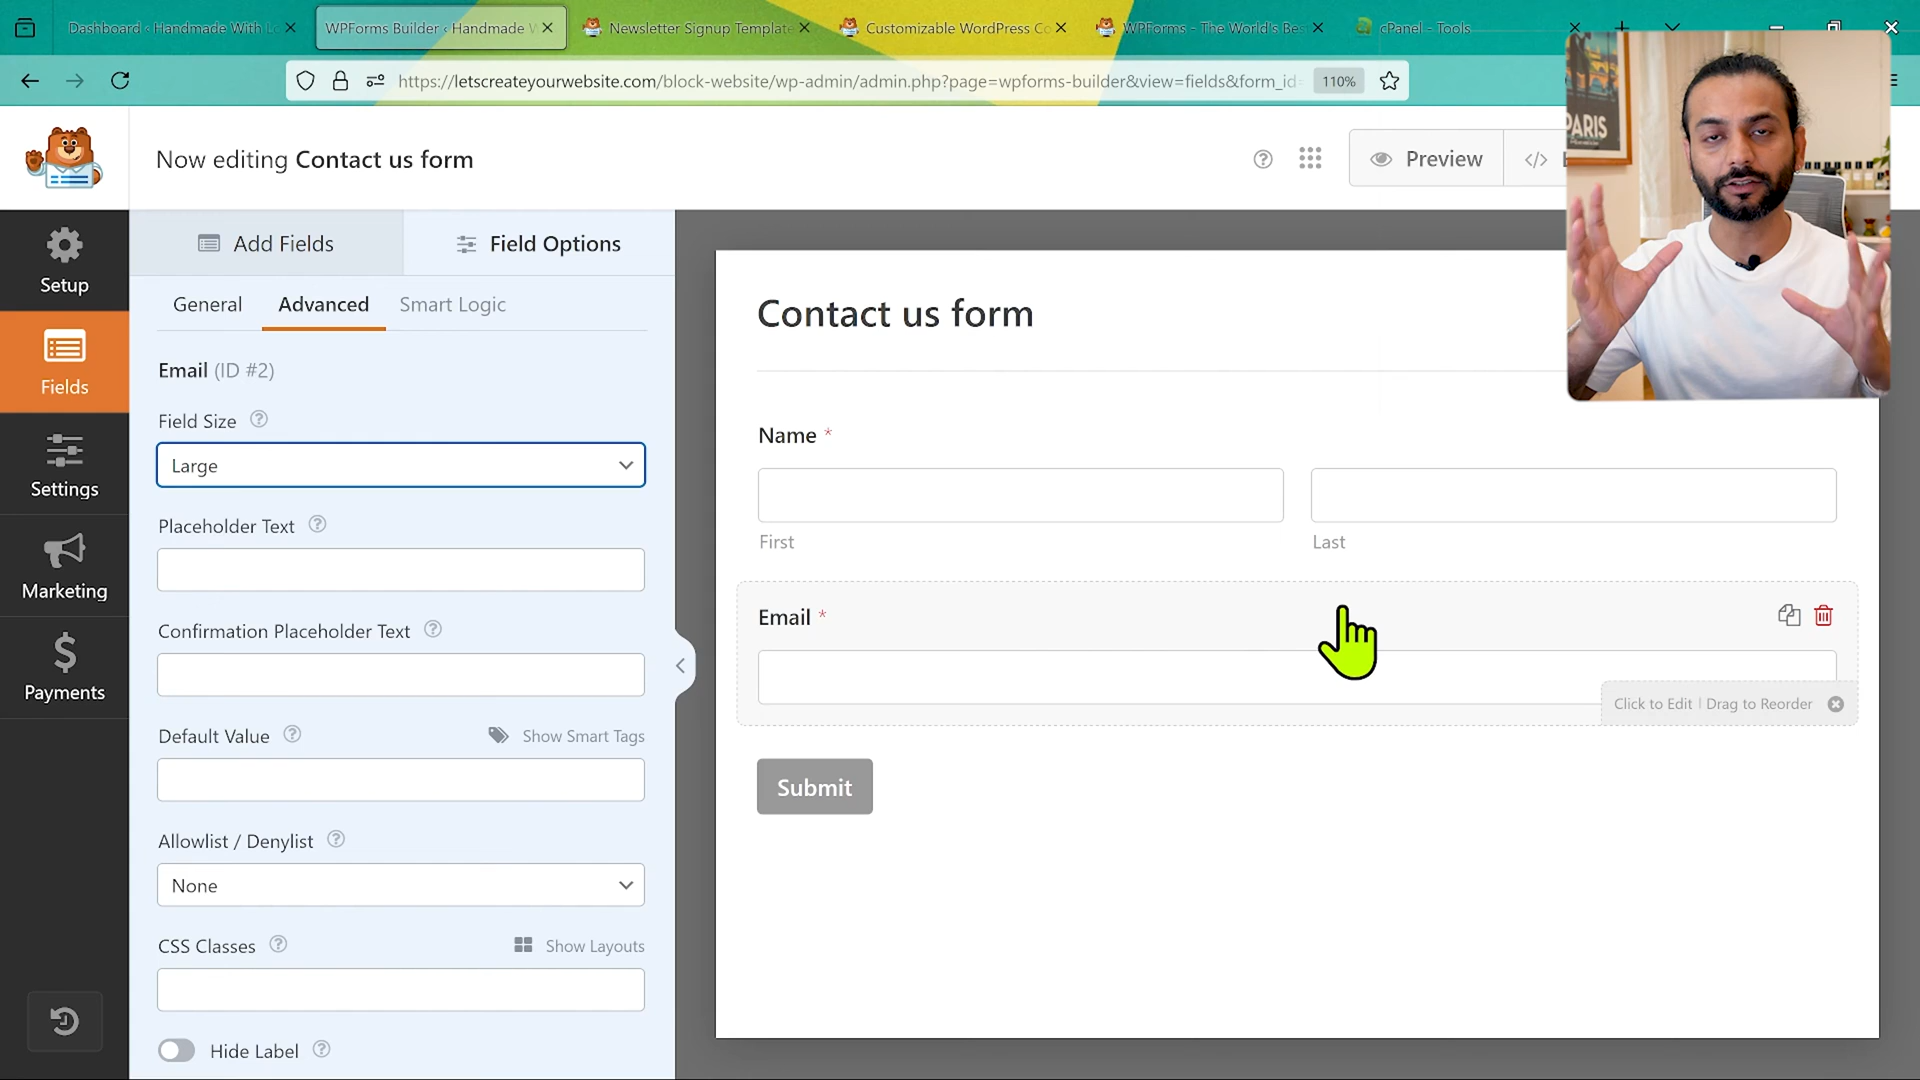 Dashboard ‹ Handmade With Lo
WPForms Builder ‹ Handmade W
Newsletter Signup Template
Customizable WordPress Co
WPForms - The World's Bes
cPanel - Tools
https://letscreateyourwebsite.com/block-website/wp-admin/admin.php?page=wpforms-builder&view=fields&form_id=
110%
PARIS
Now editing Contact us form
Preview
Setup
Fields
Settings
Marketing
Payments
Add Fields
Field Options
General
Advanced
Smart Logic
Email (ID #2)
Field Size
Large
Placeholder Text
Confirmation Placeholder Text
Default Value
Show Smart Tags
Allowlist / Denylist
None
CSS Classes
Show Layouts
Hide Label
Contact us form
Name *
First
Last
Email *
Click to Edit | Drag to Reorder
Submit